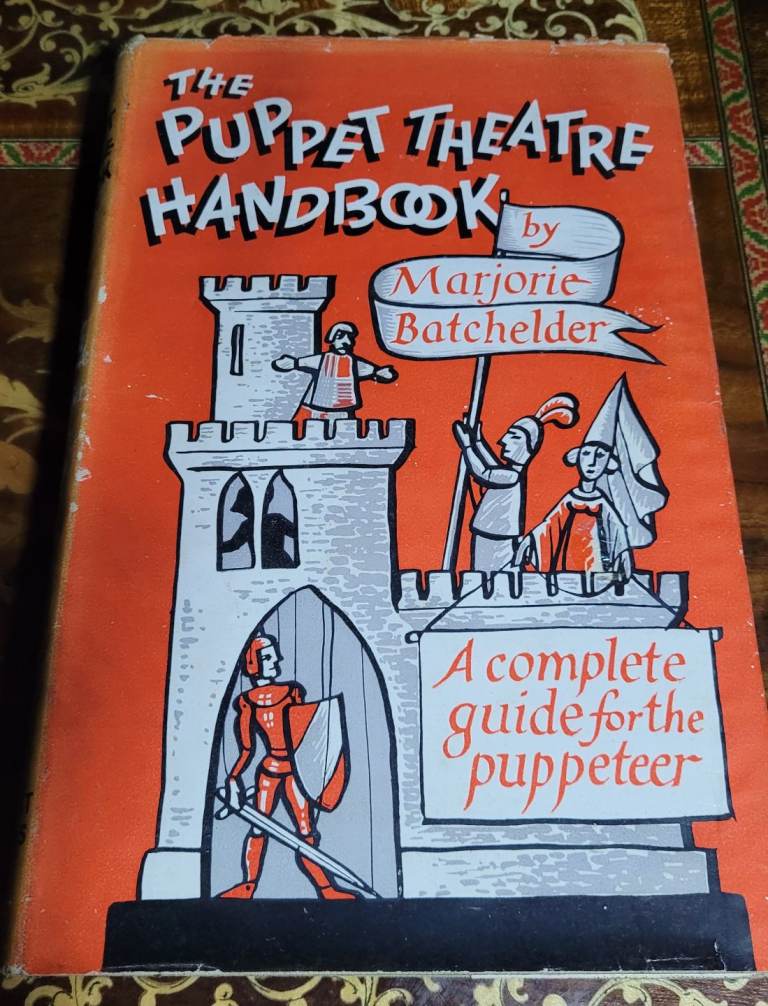 THE
PUPPET THEATRE
HANDBOOK
by
Marjorie
Batchelder
A complete
guide for the
puppeteer